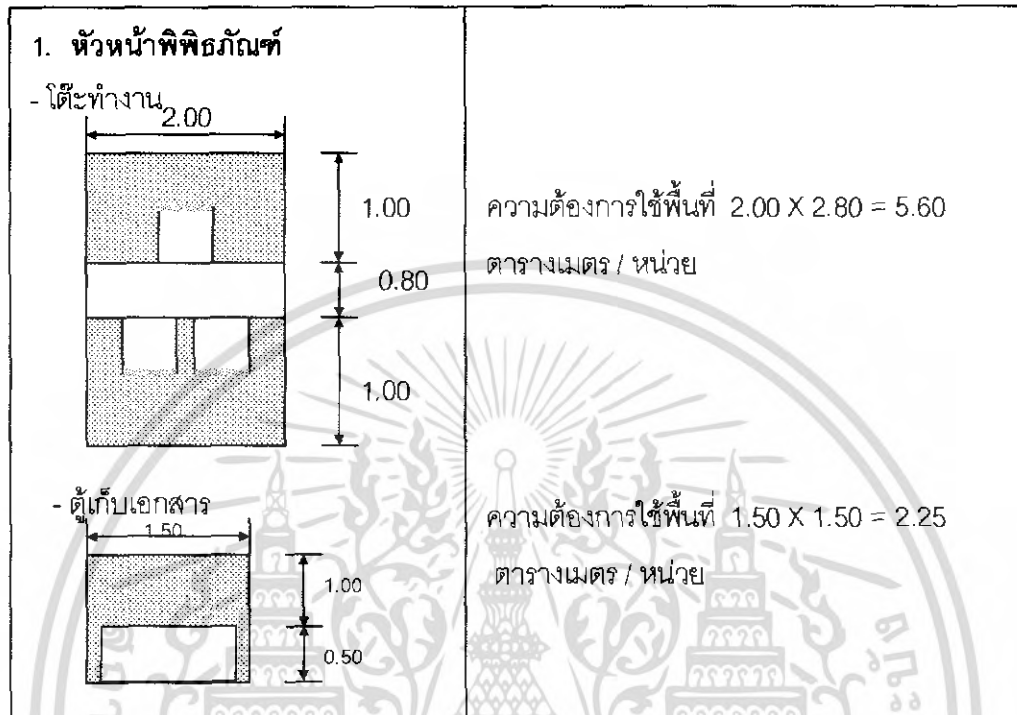 1. หัวหน้าพิพิธภัณฑ์
- โต๊ะทำงาน
2.00
1.00
0.80
1.00
ความต้องการใช้พื้นที่ 2.00 X 2.80 = 5.60
ตารางเมตร / หน่วย
- ตู้เก็บเอกสาร
1.50
1.00
0.50
ความต้องการใช้พื้นที่ 1.50 X 1.50 = 2.25
ตารางเมตร / หน่วย